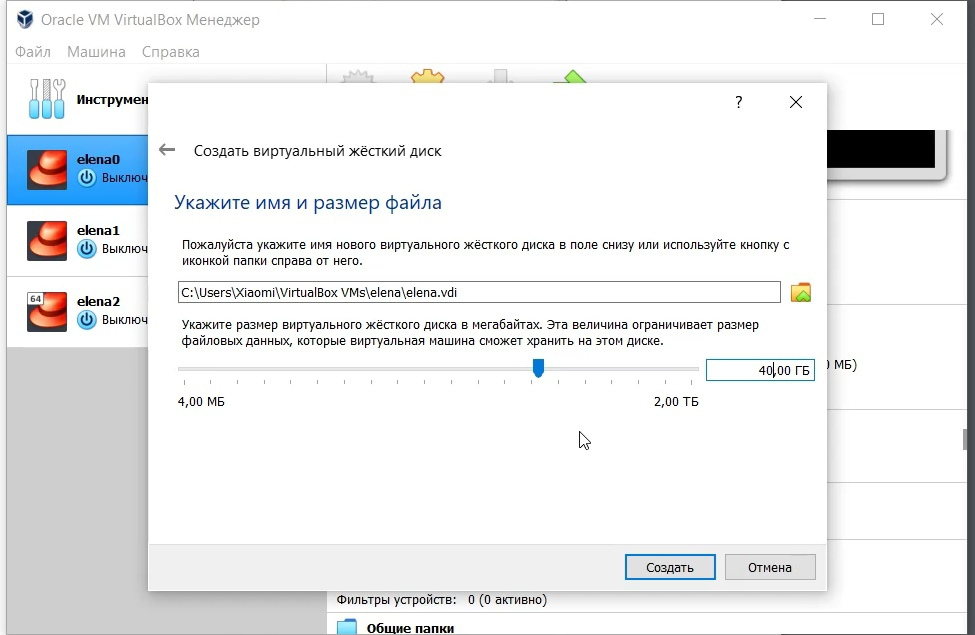 Oracle VM VirtualBox Менеджер
Файл Машина Справка
Инструмен
elena0
Выключ
elena1
Выключ
64
elena2
Выключ
?
Создать виртуальный жёсткий диск
Укажите имя и размер файла
Пожалуйста укажите имя нового виртуального жёсткого диска в поле снизу или используйте кнопку с
иконкой папки справа от него.
C:\Users\Xiaomi\VirtualBox VMs\elena\elena.vdi
Укажите размер виртуального жёсткого диска в мегабайтах. Эта величина ограничивает размер
файловых данных, которые виртуальная машина сможет хранить на этом диске.
40,00 ГБ
4,00 МБ 2,00 ТБ
Создать Отмена
0 МБ)
Фильтры устройств: 0 (0 активно)
Общие папки